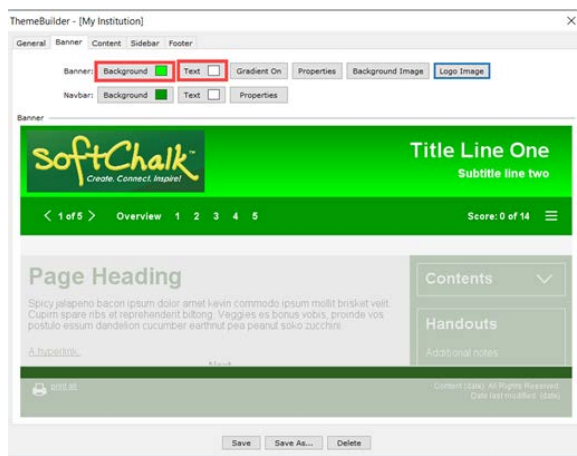 ThemeBuilder - [My Institution]
General Banner Content Sidebar Footer
Banner: Background Text Gradient On Properties Background Image Logo Image
Navbar: Background Text Properties
Banner
SoftChalk™
Create. Connect. Inspire!
Title Line One
Subtitle line two
< 1 of 5 > Overview 1 2 3 4 5 Score: 0 of 14
Page Heading
Spicy jalapeno bacon ipsum dolor amet kevin commodo ipsum mollit brisket velit.
Cupim spare ribs et reprehenderit biltong. Veggies es bonus vobis, proinde vos
postulo essum dandelion cucumber earthnut pea peanut soko zucchini.
A hyperlink.
Next
Contents
Handouts
Additional notes
print all
Content {date}. All Rights Reserved.
Date last modified: {date}
Save Save As... Delete